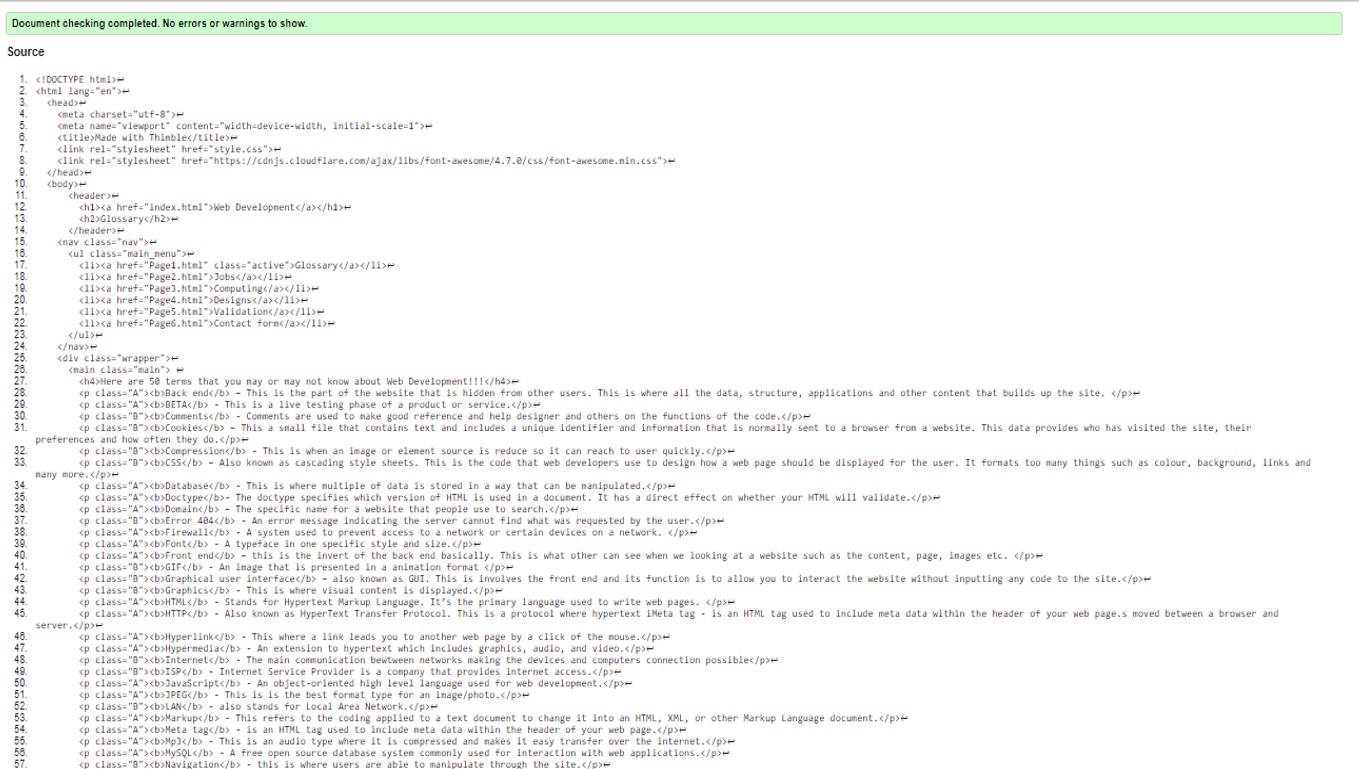 Document checking completed. No errors or warnings to show.
Source
1. <!DOCTYPE html>↩
2. <html lang="en">↩
3. <head>↩
4. <meta charset="utf-8">↩
5. <meta name="viewport" content="width=device-width, initial-scale=1">↩
6. <title>Made with Thimble</title>↩
7. <link rel="stylesheet" href="style.css">↩
8. <link rel="stylesheet" href="https://cdnjs.cloudflare.com/ajax/libs/font-awesome/4.7.0/css/font-awesome.min.css">↩
9. </head>↩
10. <body>↩
11. <header>↩
12. <h1><a href="index.html">Web Development</a></h1>↩
13. <h2>Glossary</h2>↩
14. </header>↩
15. <nav class="nav">↩
16. <ul class="main_menu">↩
17. <li><a href="Page1.html" class="active">Glossary</a></li>↩
18. <li><a href="Page2.html">Jobs</a></li>↩
19. <li><a href="Page3.html">Computing</a></li>↩
20. <li><a href="Page4.html">Designs</a></li>↩
21. <li><a href="Page5.html">Validation</a></li>↩
22. <li><a href="Page6.html">Contact form</a></li>↩
23. </ul>↩
24. </nav>↩
25. <div class="wrapper">↩
26. <main class="main"> ↩
27. <h4>Here are 50 terms that you may or may not know about Web Development!!!</h4>↩
28. <p class="A"><b>Back end</b> – This is the part of the website that is hidden from other users. This is where all the data, structure, applications and other content that builds up the site. </p>↩
29. <p class="A"><b>BETA</b> - This is a live testing phase of a product or service.</p>↩
30. <p class="B"><b>Comments</b> - Comments are used to make good reference and help designer and others on the functions of the code.</p>↩
31. <p class="B"><b>Cookies</b> – This a small file that contains text and includes a unique identifier and information that is normally sent to a browser from a website. This data provides who has visited the site, their
preferences and how often they do.</p>↩
32. <p class="B"><b>Compression</b> - This is when an image or element source is reduce so it can reach to user quickly.</p>↩
33. <p class="B"><b>CSS</b> – Also known as cascading style sheets. This is the code that web developers use to design how a web page should be displayed for the user. It formats too many things such as colour, background, links and
many more.</p>↩
34. <p class="A"><b>Database</b> - This is where multiple of data is stored in a way that can be manipulated.</p>↩
35. <p class="A"><b>Doctype</b>- The doctype specifies which version of HTML is used in a document. It has a direct effect on whether your HTML will validate.</p>↩
36. <p class="A"><b>Domain</b> - The specific name for a website that people use to search.</p>↩
37. <p class="B"><b>Error 404</b> - An error message indicating the server cannot find what was requested by the user.</p>↩
38. <p class="A"><b>Firewall</b> - A system used to prevent access to a network or certain devices on a network. </p>↩
39. <p class="A"><b>Font</b> - A typeface in one specific style and size.</p>↩
40. <p class="A"><b>Front end</b> – this is the invert of the back end basically. This is what other can see when we looking at a website such as the content, page, images etc. </p>↩
41. <p class="B"><b>GIF</b> - An image that is presented in a animation format </p>↩
42. <p class="B"><b>Graphical user interface</b> – also known as GUI. This is involves the front end and its function is to allow you to interact the website without inputting any code to the site.</p>↩
43. <p class="B"><b>Graphics</b> - This is where visual content is displayed.</p>↩
44. <p class="A"><b>HTML</b> - Stands for Hypertext Markup Language. It's the primary language used to write web pages. </p>↩
45. <p class="A"><b>HTTP</b> - Also known as HyperText Transfer Protocol. This is a protocol where hypertext iMeta tag - is an HTML tag used to include meta data within the header of your web page.s moved between a browser and
server.</p>↩
46. <p class="A"><b>Hyperlink</b> - This where a link leads you to another web page by a click of the mouse.</p>↩
47. <p class="A"><b>Hypermedia</b> - An extension to hypertext which includes graphics, audio, and video.</p>↩
48. <p class="B"><b>Internet</b> - The main communication bewtween networks making the devices and computers connection possible</p>↩
49. <p class="B"><b>ISP</b> - Internet Service Provider is a company that provides internet access.</p>↩
50. <p class="A"><b>JavaScript</b> - An object-oriented high level language used for web development.</p>↩
51. <p class="A"><b>JPEG</b> - This is is the best format type for an image/photo.</p>↩
52. <p class="B"><b>LAN</b> - also stands for Local Area Network.</p>↩
53. <p class="A"><b>Markup</b> - This refers to the coding applied to a text document to change it into an HTML, XML, or other Markup Language document.</p>↩
54. <p class="A"><b>Meta tag</b> - is an HTML tag used to include meta data within the header of your web page.</p>↩
55. <p class="A"><b>Mp3</b> - This is an audio type where it is compressed and makes it easy transfer over the internet.</p>↩
56. <p class="A"><b>MySQL</b> - A free open source database system commonly used for interaction with web applications.</p>↩
57. <p class="B"><b>Navigation</b> - this is where users are able to manipulate through the site.</p>↩